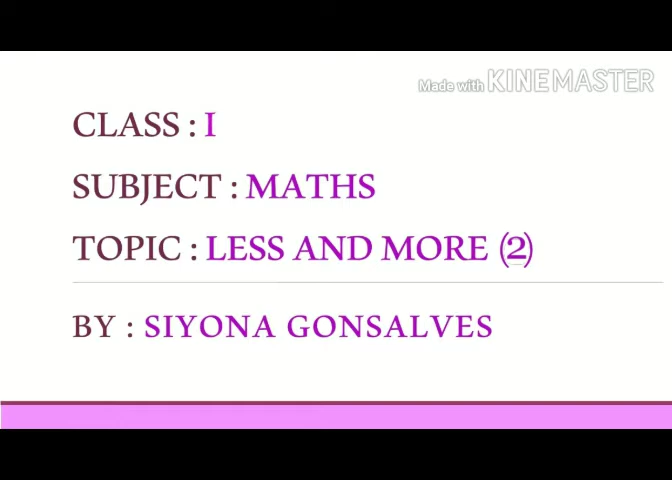 Made with KINEMASTER
CLASS : I
SUBJECT : MATHS
TOPIC : LESS AND MORE (2)
BY : SIYONA GONSALVES